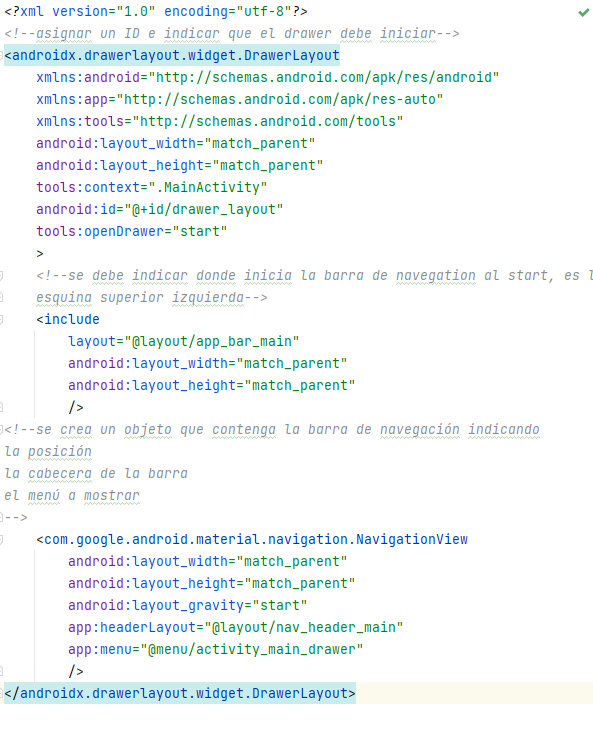 <?xml version="1.0" encoding="utf-8"?>
<!--asignar un ID e indicar que el drawer debe iniciar-->
<androidx.drawerlayout.widget.DrawerLayout
    xmlns:android="http://schemas.android.com/apk/res/android"
    xmlns:app="http://schemas.android.com/apk/res-auto"
    xmlns:tools="http://schemas.android.com/tools"
    android:layout_width="match_parent"
    android:layout_height="match_parent"
    tools:context=".MainActivity"
    android:id="@+id/drawer_layout"
    tools:openDrawer="start"
    >
    <!--se debe indicar donde inicia la barra de navegation al start, es l
    esquina superior izquierda-->
    <include
        layout="@layout/app_bar_main"
        android:layout_width="match_parent"
        android:layout_height="match_parent"
        />
<!--se crea un objeto que contenga la barra de navegación indicando
la posición
la cabecera de la barra
el menú a mostrar
-->
    <com.google.android.material.navigation.NavigationView
        android:layout_width="match_parent"
        android:layout_height="match_parent"
        android:layout_gravity="start"
        app:headerLayout="@layout/nav_header_main"
        app:menu="@menu/activity_main_drawer"
        />
</androidx.drawerlayout.widget.DrawerLayout>